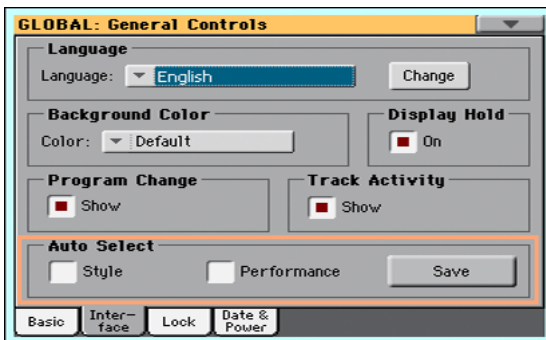 GLOBAL: General Controls
Language
Language: English Change
Background Color
Color: Default
Display Hold
On
Program Change
Show
Track Activity
Show
Auto Select
Style Performance Save
Basic
Inter-
face
Lock
Date &
Power